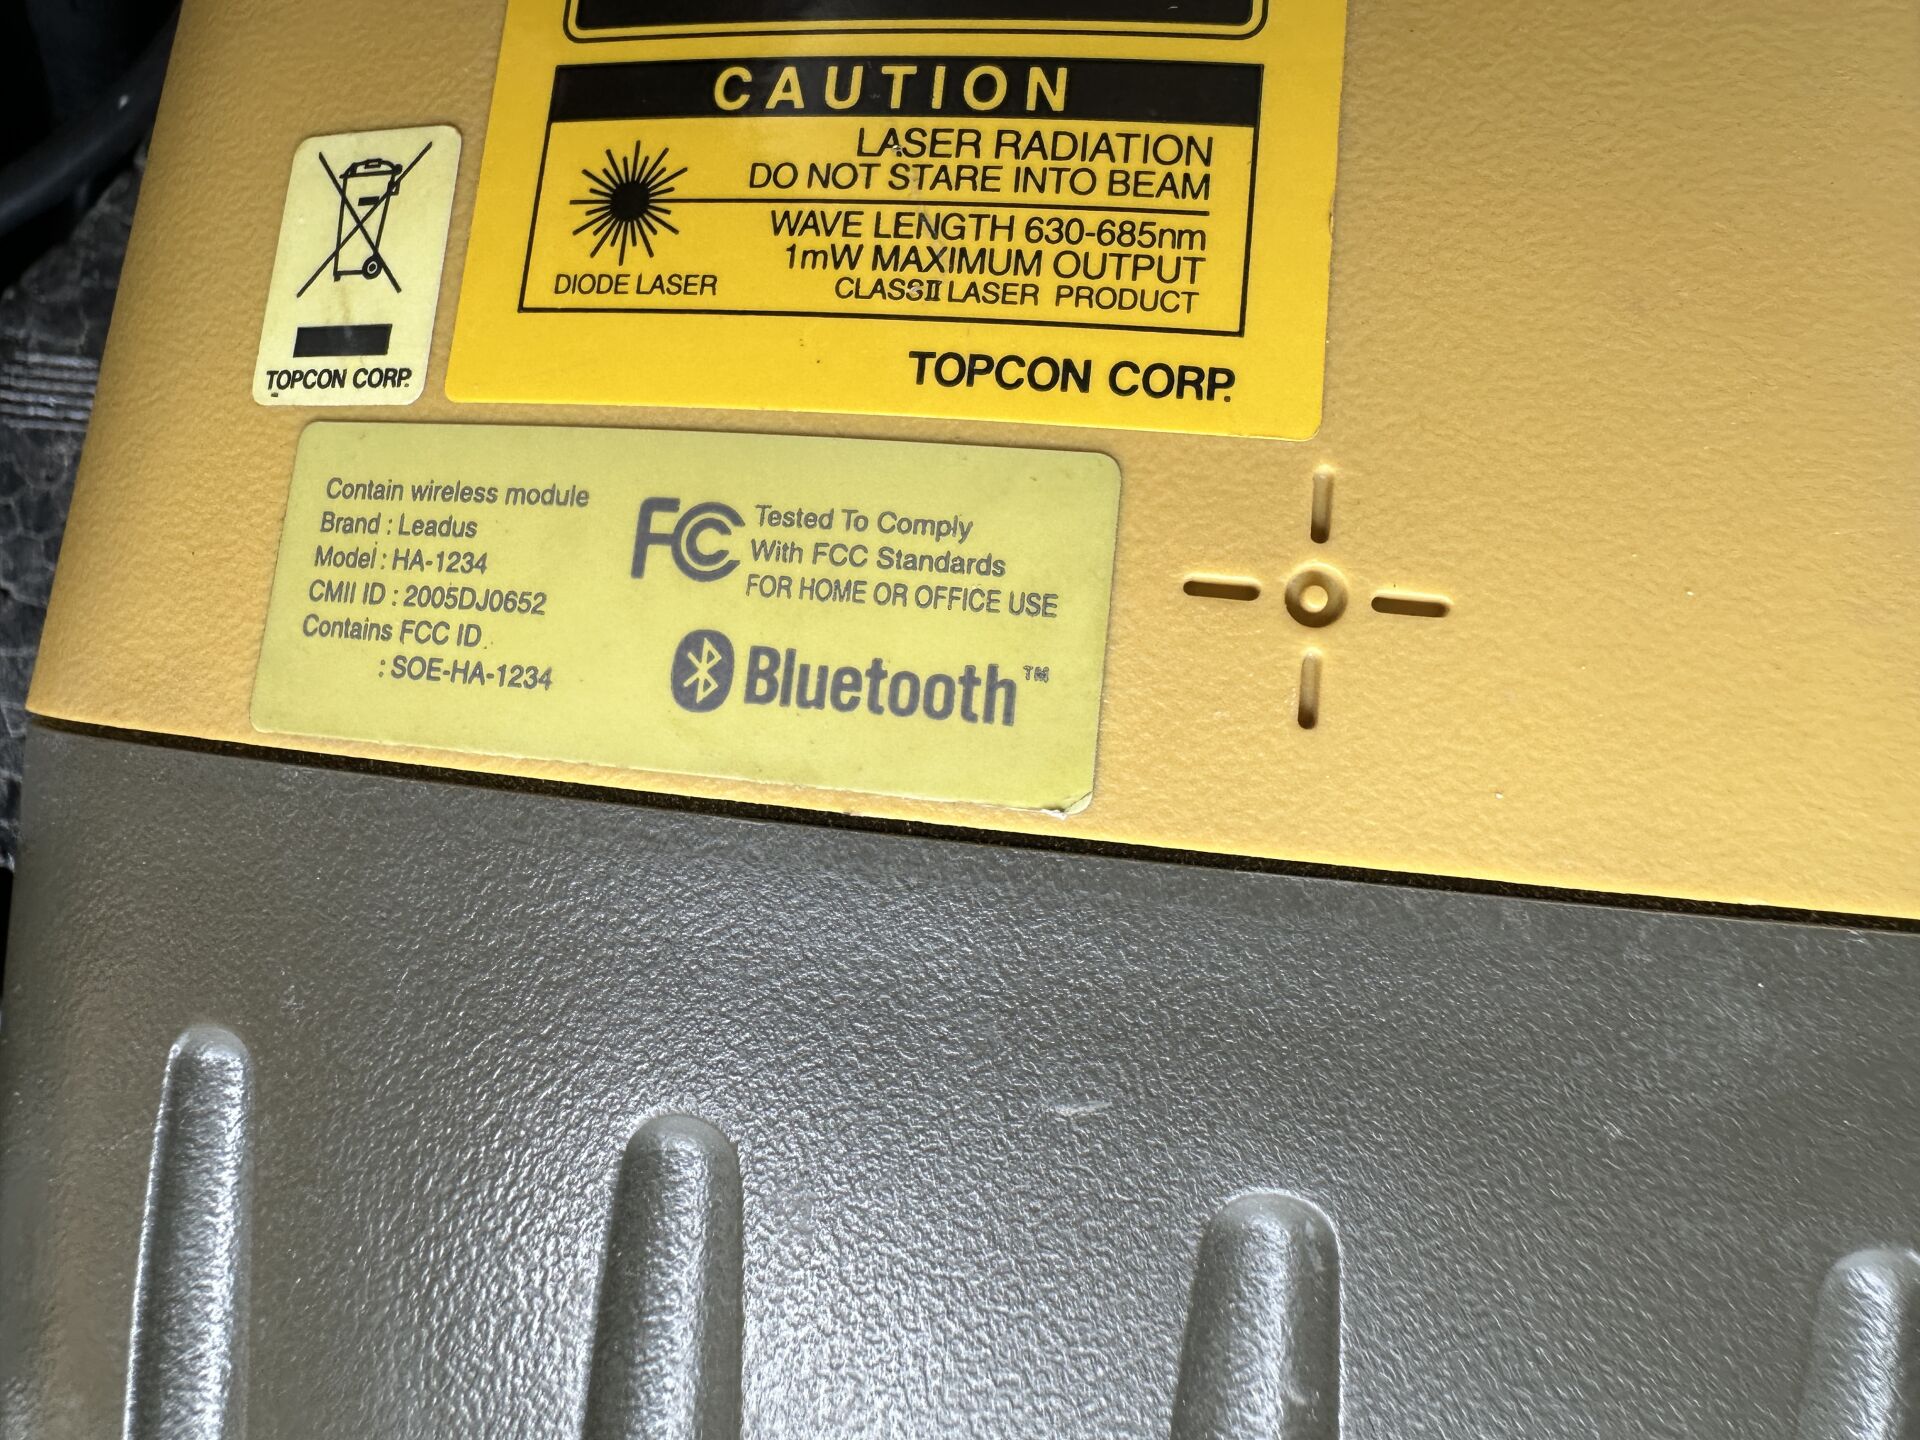 CAUTION
LASER RADIATION
DO NOT STARE INTO BEAM
WAVE LENGTH 630-685nm
1mW MAXIMUM OUTPUT
CLASSⅡ LASER PRODUCT
DIODE LASER
TOPCON CORP.
TOPCON CORP.
Contain wireless module
Brand : Leadus
Model : HA-1234
CMII ID : 2005DJ0652
Contains FCC ID
: SOE-HA-1234
FC Tested To Comply
With FCC Standards
FOR HOME OR OFFICE USE
Bluetooth™